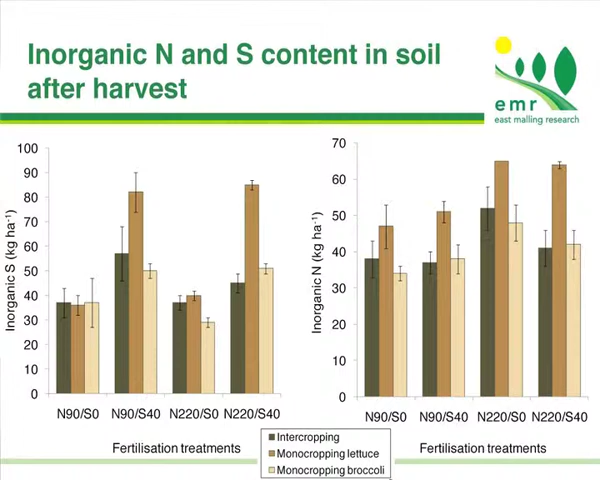 Inorganic N and S content in soil
after harvest
emr
east malling research
100
90
80
70
60
50
40
30
20
10
0
Inorganic S (kg ha-1)
N90/S0 N90/S40 N220/S0 N220/S40
Fertilisation treatments
70
60
50
40
30
20
10
0
Inorganic N (kg ha-1)
N90/S0 N90/S40 N220/S0 N220/S40
Fertilisation treatments
Intercropping
Monocropping lettuce
Monocropping broccoli